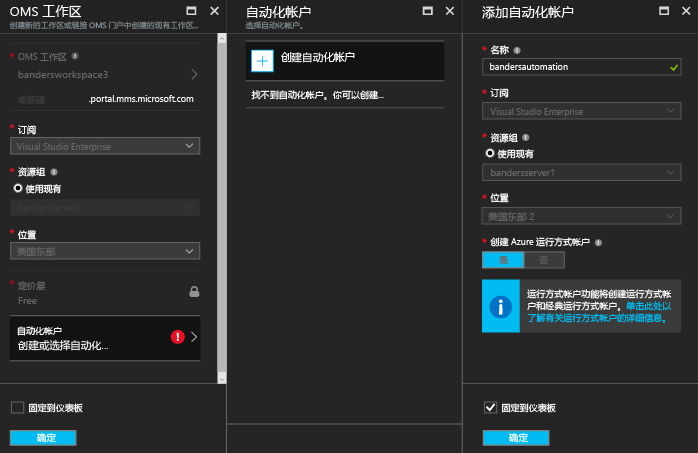 OMS 工作区
创建新的工作区或链接 OMS 门户中创建的现有工作区...
* OMS 工作区
bandersworkspace3
或新建
.portal.mms.microsoft.com
* 订阅
Visual Studio Enterprise
* 资源组
使用现有
bandersserver1
* 位置
美国东部
* 定价层
Free
自动化帐户
创建或选择自动化...
固定到仪表板
确定
自动化帐户
选择自动化帐户。
创建自动化帐户
找不到自动化帐户。你可以创建...
添加自动化帐户
* 名称
bandersautomation
* 订阅
Visual Studio Enterprise
* 资源组
使用现有
bandersserver1
* 位置
美国东部 2
* 创建 Azure 运行方式帐户
是 否
运行方式帐户功能将创建运行方式帐
户和经典运行方式帐户。单击此处以
了解有关运行方式帐户的详细信息。
固定到仪表板
确定